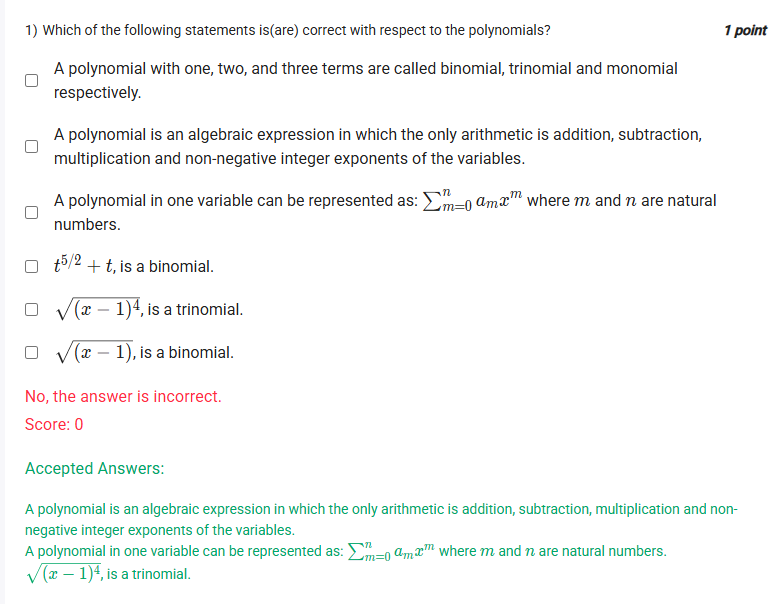 1) Which of the following statements is(are) correct with respect to the polynomials? 1 point
A polynomial with one, two, and three terms are called binomial, trinomial and monomial
respectively.
A polynomial is an algebraic expression in which the only arithmetic is addition, subtraction,
multiplication and non-negative integer exponents of the variables.
A polynomial in one variable can be represented as: $\sum_{m=0}^{n} a_m x^m$ where $m$ and $n$ are natural
numbers.
$t^{5/2} + t$, is a binomial.
$\sqrt{(x-1)^4}$, is a trinomial.
$\sqrt{(x-1)}$, is a binomial.
No, the answer is incorrect.
Score: 0
Accepted Answers:
A polynomial is an algebraic expression in which the only arithmetic is addition, subtraction, multiplication and non-
negative integer exponents of the variables.
A polynomial in one variable can be represented as: $\sum_{m=0}^{n} a_m x^m$ where $m$ and $n$ are natural numbers.
$\sqrt{(x-1)^4}$, is a trinomial.